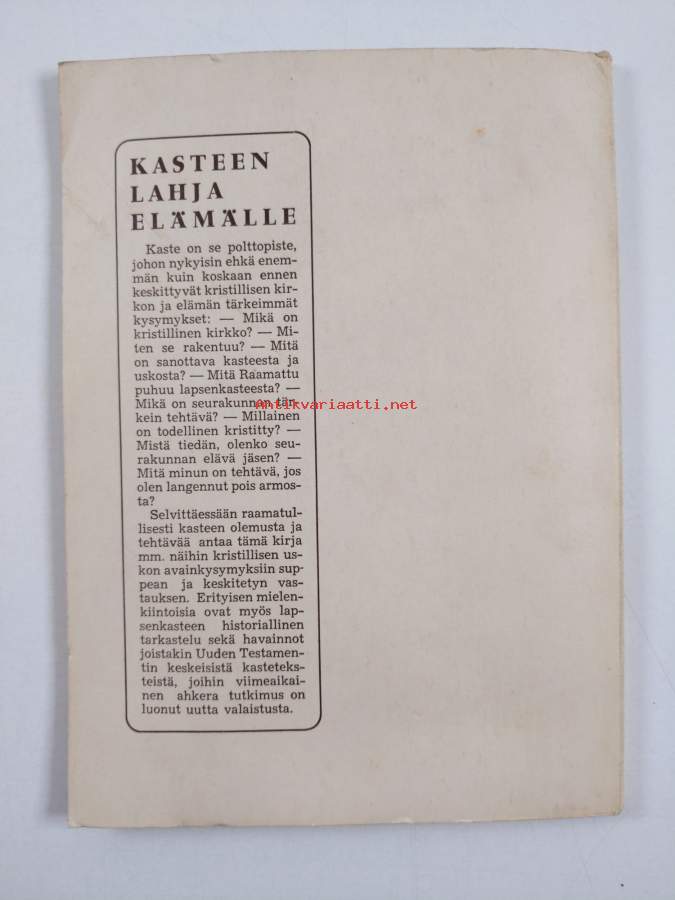 KASTEEN
LAHJA
ELÄMÄLLE
Kaste on se polttopiste,
johon nykyisin ehkä enem-
män kuin koskaan ennen
keskittyvät kristillisen kir-
kon ja elämän tärkeimmät
kysymykset: — Mikä on
kristillinen kirkko? — Mi-
ten se rakentuu? — Mitä
on sanottava kasteesta ja
uskosta? — Mitä Raamattu
puhuu lapsenkasteesta? —
Mikä on seurakunnan tär-
kein tehtävä? — Millainen
on todellinen kristitty? —
Mistä tiedän, olenko seu-
rakunnan elävä jäsen? —
Mitä minun on tehtävä, jos
olen langennut pois armos-
ta?
Selvittäessään raamatul-
lisesti kasteen olemusta ja
tehtävää antaa tämä kirja
mm. näihin kristillisen us-
kon avainkysymyksiin sup-
pean ja keskitetyn vas-
tauksen. Erityisen mielen-
kiintoisia ovat myös lap-
senkasteen historiallinen
tarkastelu sekä havainnot
joistakin Uuden Testamen-
tin keskeisistä kasteteks-
teistä, joihin viimeaikai-
nen ahkera tutkimus on
luonut uutta valaistusta.
Antikvariaatti.net